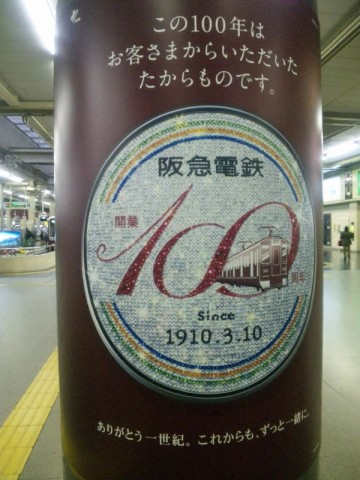 この100年は
お客さまからいただいた
たからものです。
阪急電鉄
開業
100
周年
Since
1910.3.10
ありがとう一世紀。これからも、ずっと一緒に。